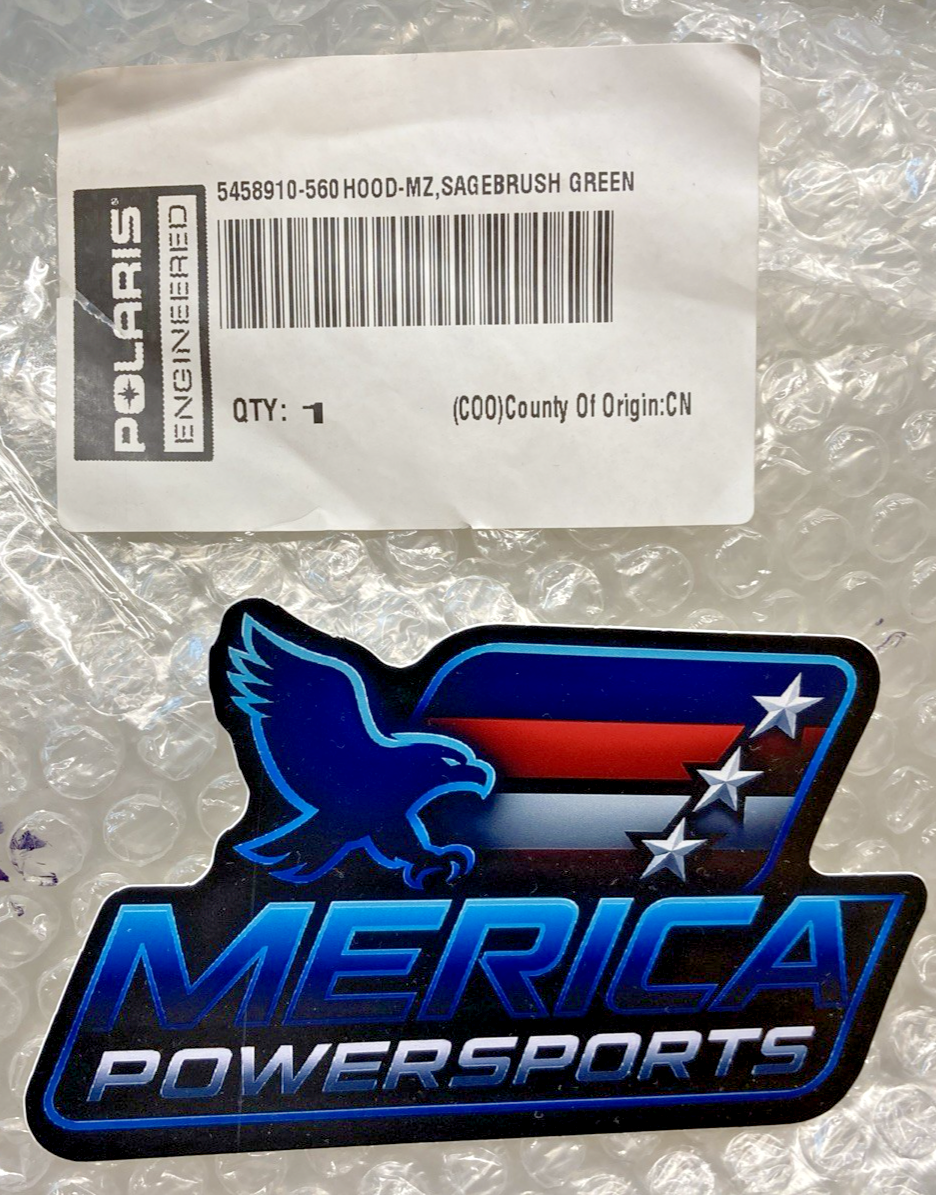 5458910-560 HOOD-MZ,SAGEBRUSH GREEN
POLARIS®
ENGINEERED
QTY: 1
(COO)County Of Origin:CN
MERICA
POWERSPORTS